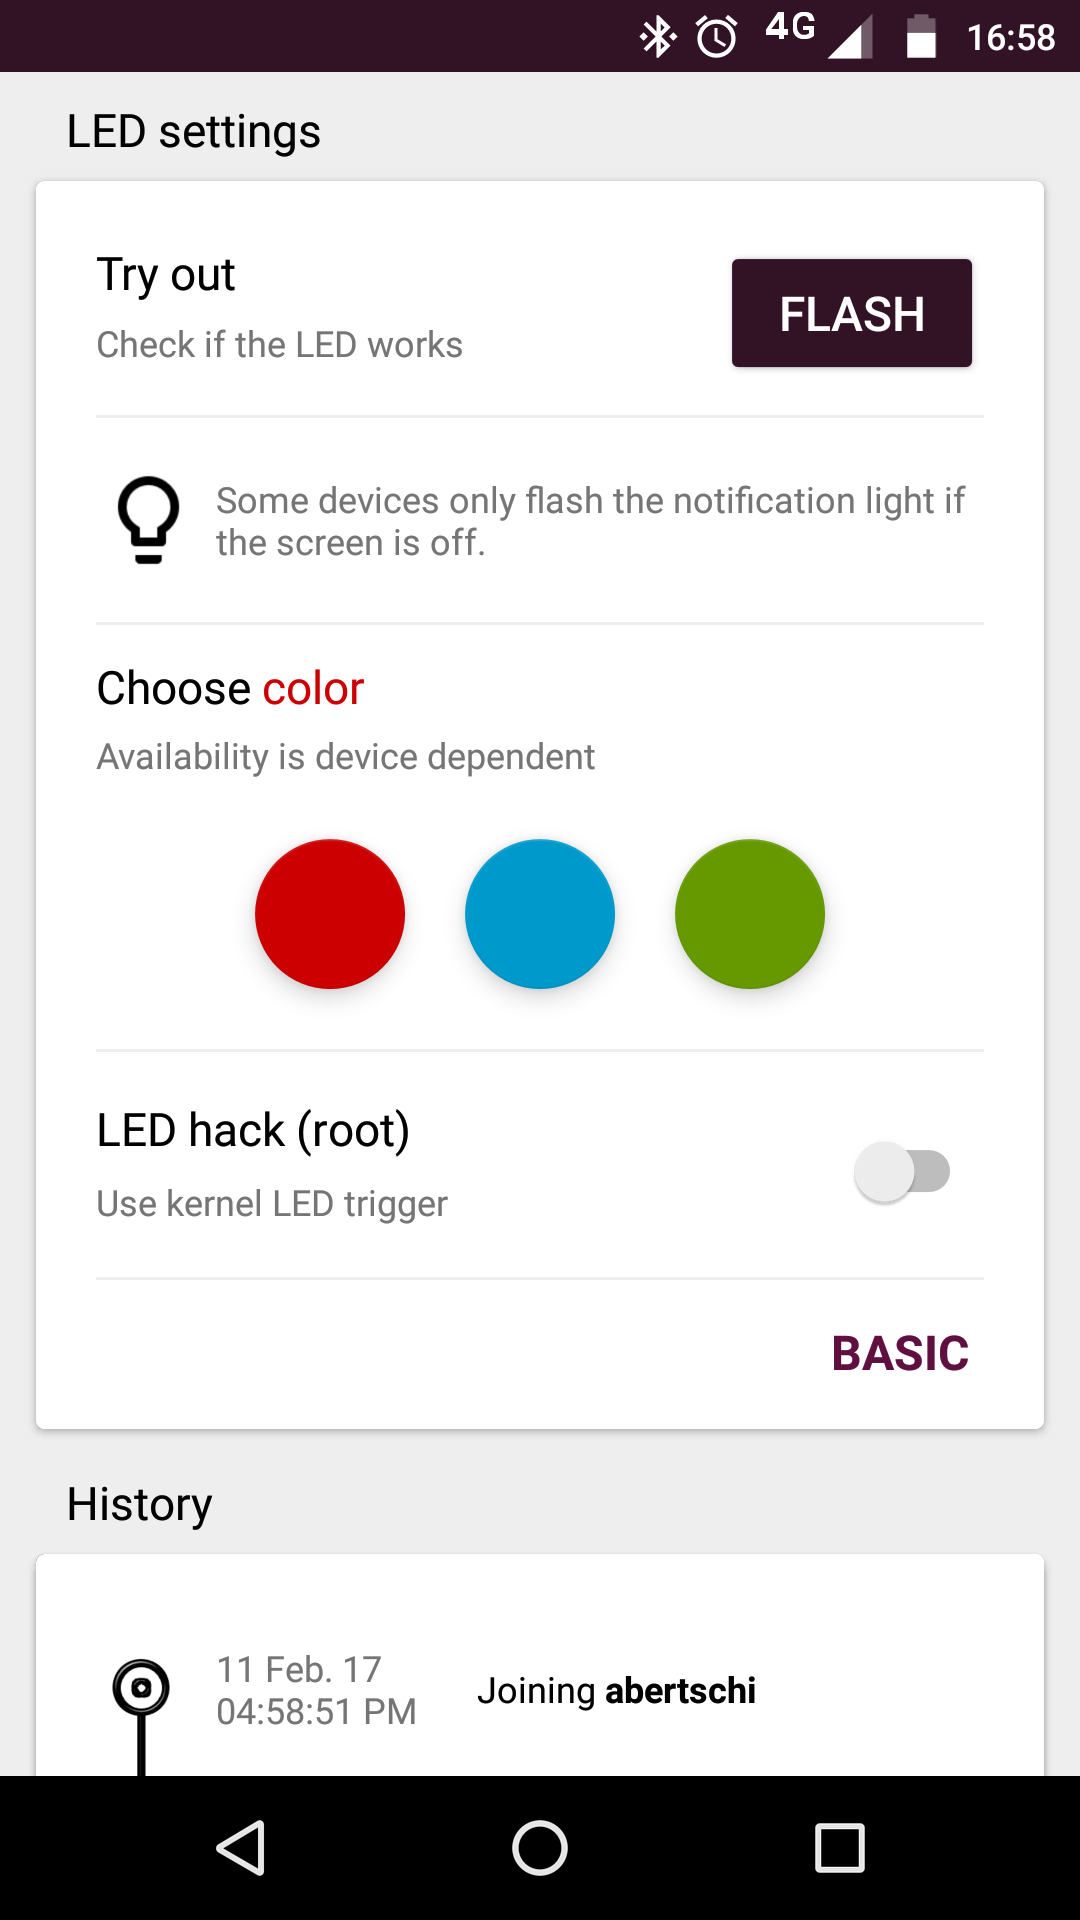 4G 16:58
LED settings
Try out
Check if the LED works
FLASH
Some devices only flash the notification light if
the screen is off.
Choose color
Availability is device dependent
LED hack (root)
Use kernel LED trigger
BASIC
History
11 Feb. 17
04:58:51 PM
Joining abertschi